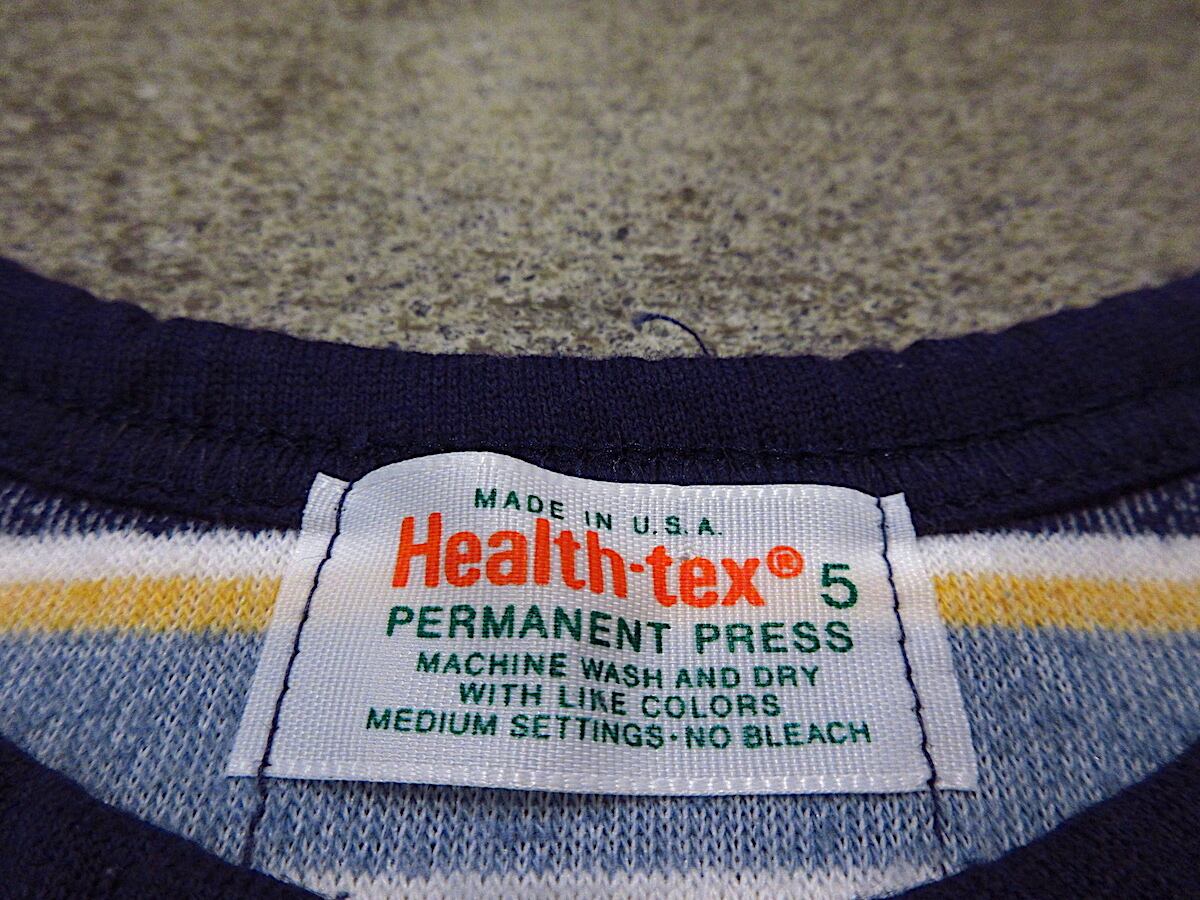 MADE IN U.S.A.
Health-tex® 5
PERMANENT PRESS
MACHINE WASH AND DRY
WITH LIKE COLORS
MEDIUM SETTINGS·NO BLEACH